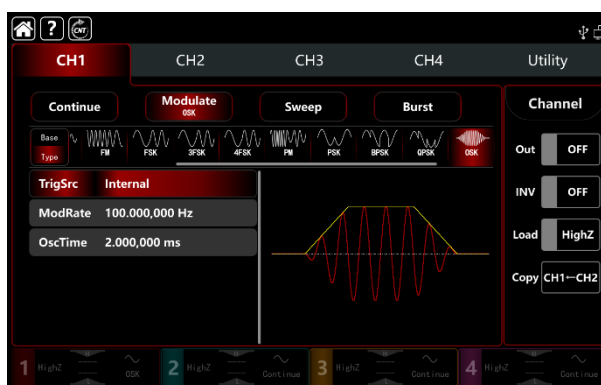 ? CNT
CH1 CH2 CH3 CH4 Utility
Continue Modulate OSK Sweep Burst Channel
Base Type FM FSK 3FSK 4FSK PM PSK BPSK QPSK OSK
Out OFF
TrigSrc Internal
INV OFF
ModRate 100.000,000 Hz
Load HighZ
OscTime 2.000,000 ms
Copy CH1←CH2
1 HighZ OSK 2 HighZ Continue 3 HighZ Continue 4 HighZ Continue